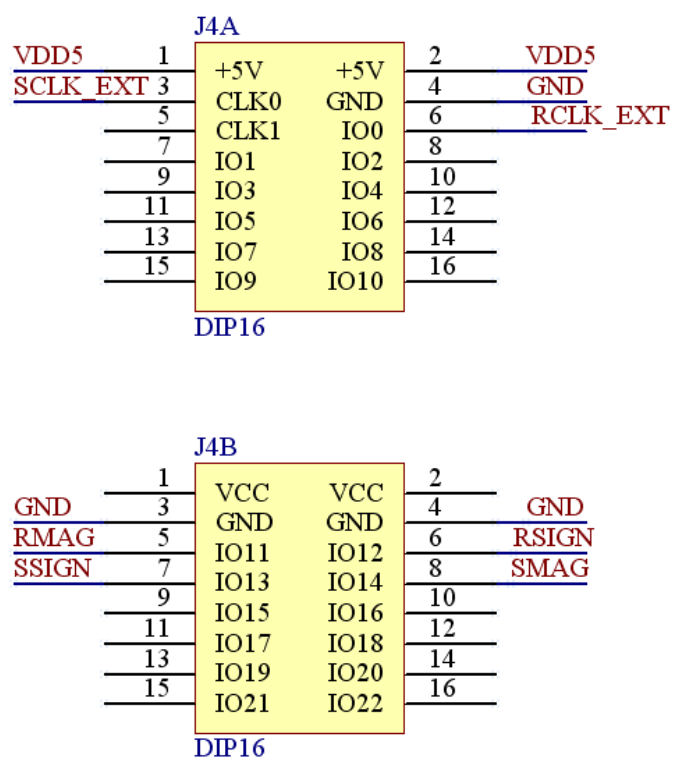 J4A
VDD5 1 +5V +5V 2 VDD5
SCLK_EXT 3 CLK0 GND 4 GND
5 CLK1 IO0 6 RCLK_EXT
7 IO1 IO2 8
9 IO3 IO4 10
11 IO5 IO6 12
13 IO7 IO8 14
15 IO9 IO10 16
DIP16
J4B
1 VCC VCC 2
GND 3 GND GND 4 GND
RMAG 5 IO11 IO12 6 RSIGN
SSIGN 7 IO13 IO14 8 SMAG
9 IO15 IO16 10
11 IO17 IO18 12
13 IO19 IO20 14
15 IO21 IO22 16
DIP16